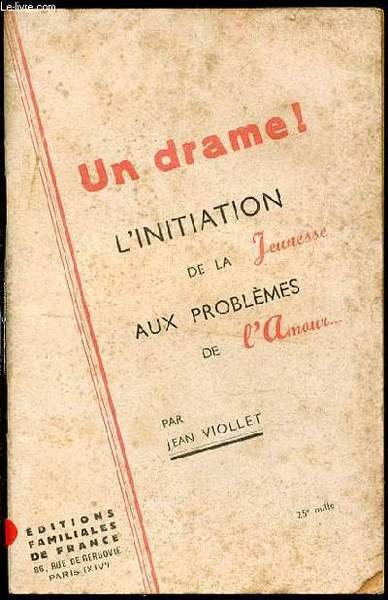 Le-livre.com
Un drame!
L'INITIATION
DE LA Jeunesse
AUX PROBLÈMES
DE l'Amour...
PAR
JEAN VIOLLET
25e mille
EDITIONS
FAMILIALES
DE FRANCE
86, RUE DE GERGOVIE
PARIS (XIVe)